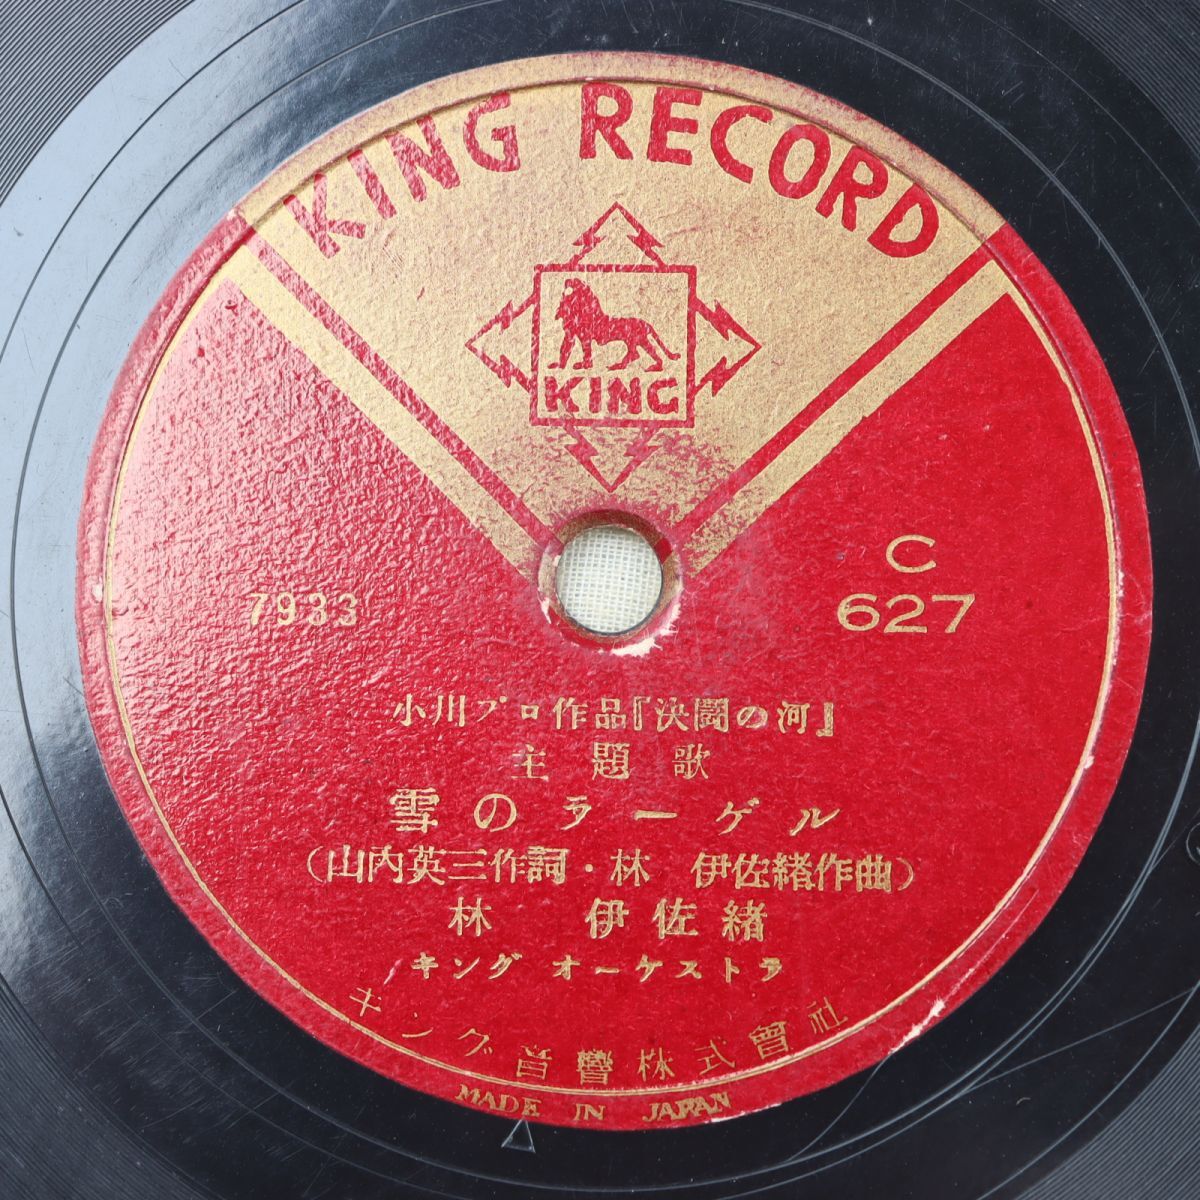 KING RECORD
KING
C
7933
627
小川プロ作品『決闘の河』
主題歌
雪のラーゲル
(山内英三作詞・林 伊佐緒作曲)
林 伊佐緒
キング オーケストラ
キング音響株式會社
MADE IN JAPAN